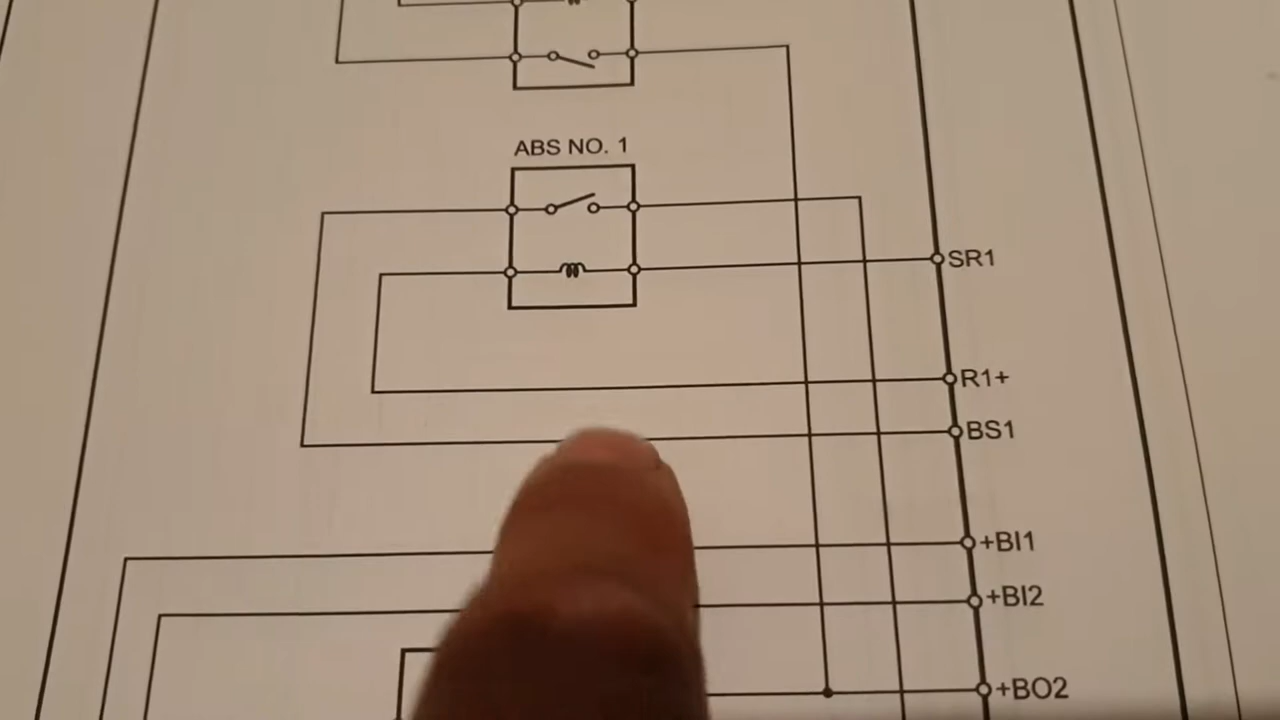 ABS NO. 1
SR1
R1+
BS1
+BI1
+BI2
+BO2